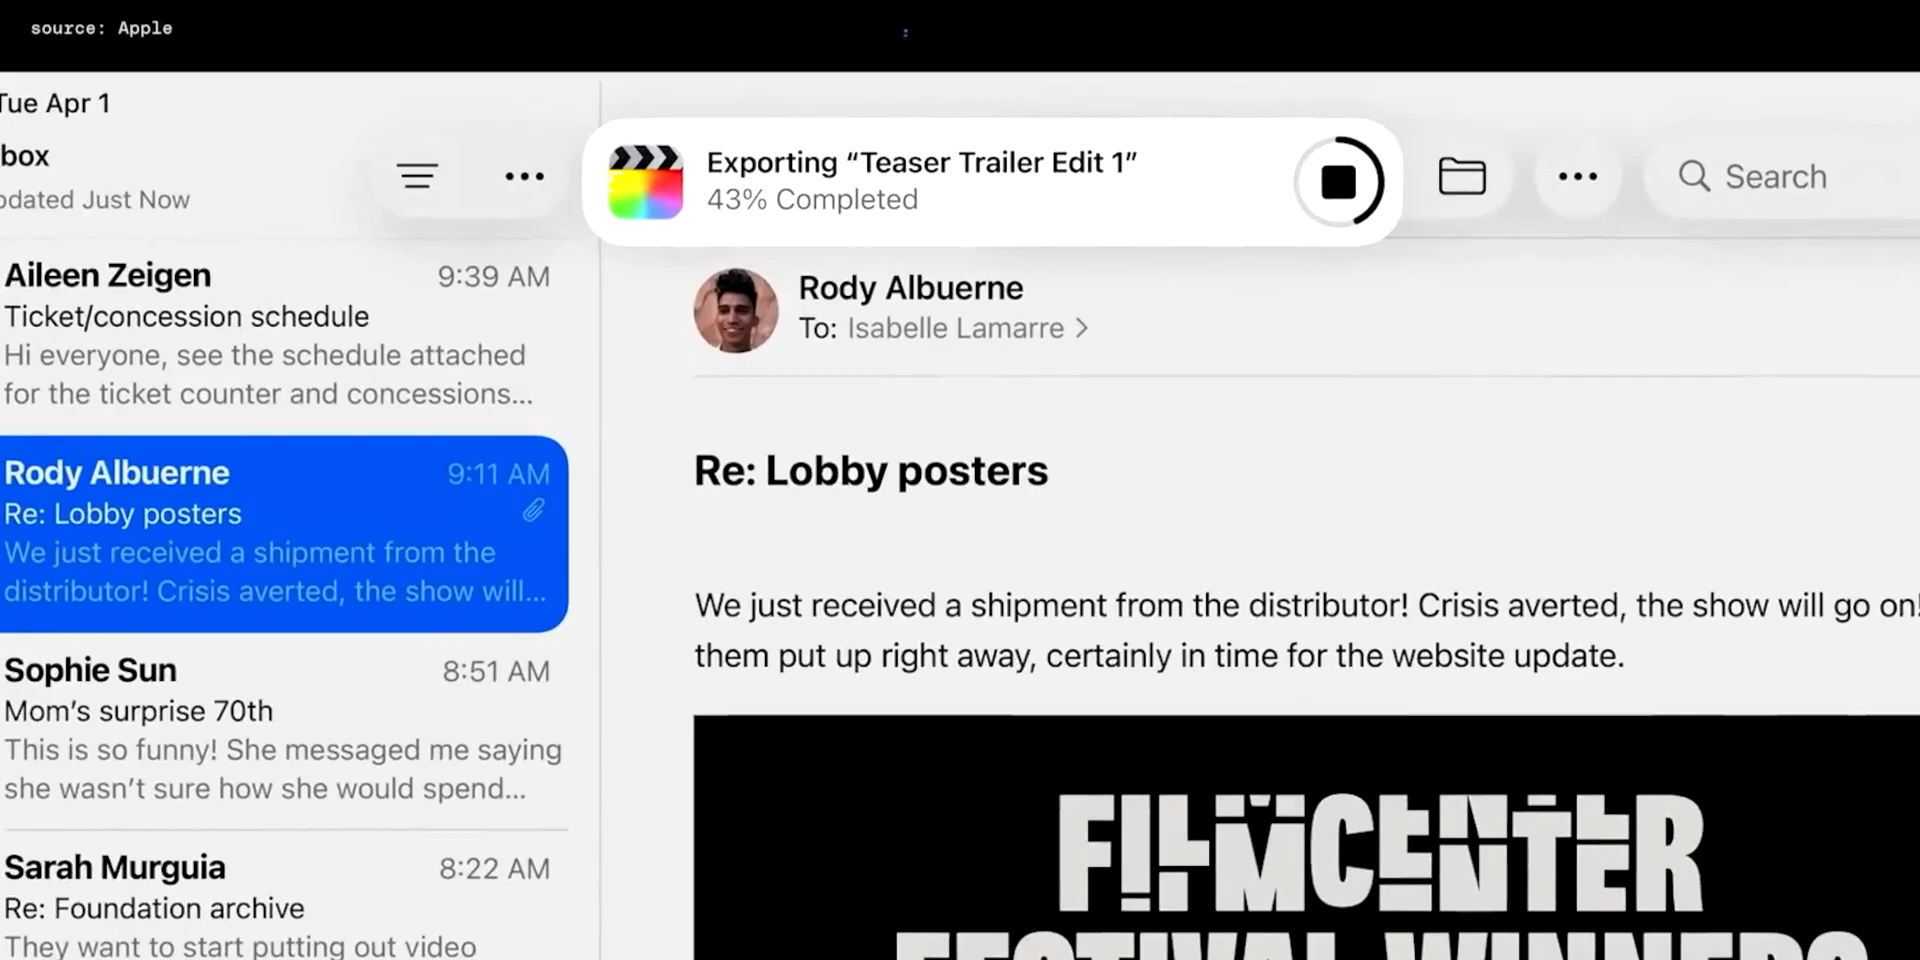 source: Apple
Tue Apr 1
box
pdated Just Now
Exporting “Teaser Trailer Edit 1”
43% Completed
Search
Aileen Zeigen 9:39 AM
Ticket/concession schedule
Hi everyone, see the schedule attached
for the ticket counter and concessions...
Rody Albuerne 9:11 AM
Re: Lobby posters
We just received a shipment from the
distributor! Crisis averted, the show will...
Sophie Sun 8:51 AM
Mom’s surprise 70th
This is so funny! She messaged me saying
she wasn’t sure how she would spend...
Sarah Murguia 8:22 AM
Re: Foundation archive
They want to start putting out video
Rody Albuerne
To: Isabelle Lamarre >
Re: Lobby posters
We just received a shipment from the distributor! Crisis averted, the show will go on!
them put up right away, certainly in time for the website update.
FILMCENTER
FESTIVAL WINNERS